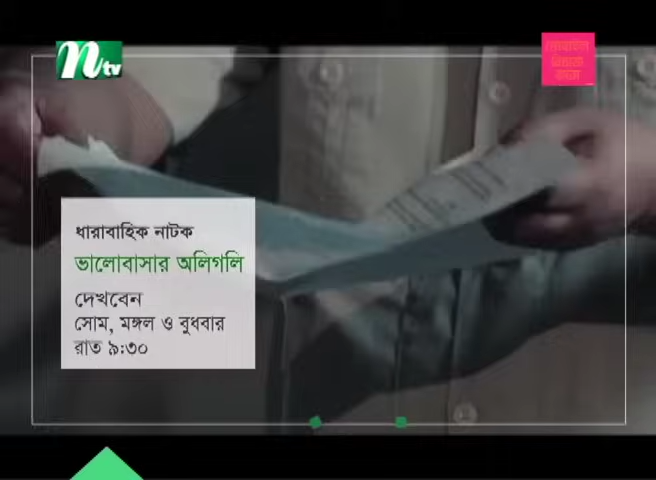 ntv
ধারাবাহিক নাটক
ভালোবাসার অলিগলি
দেখবেন
সোম, মঙ্গল ও বুধবার
রাত ৯:৩০